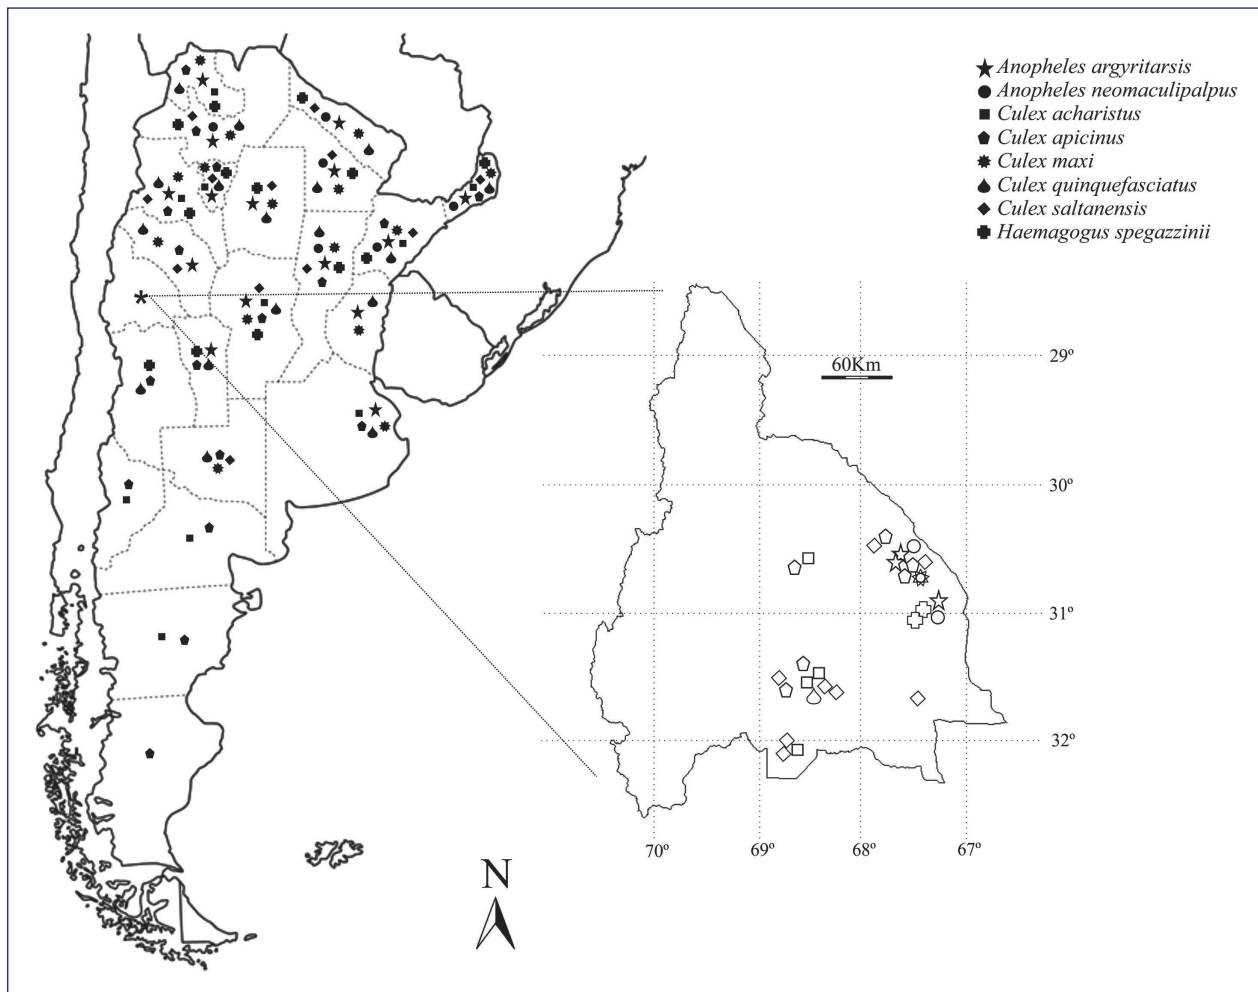 Anopheles argyritarsis
Anopheles neomaculipalpus
Culex acharistus
Culex apicinus
Culex maxi
Culex quinquefasciatus
Culex saltanensis
Haemagogus spegazzinii
60Km
29º
30º
31º
32º
70º 69º 68º 67º
N